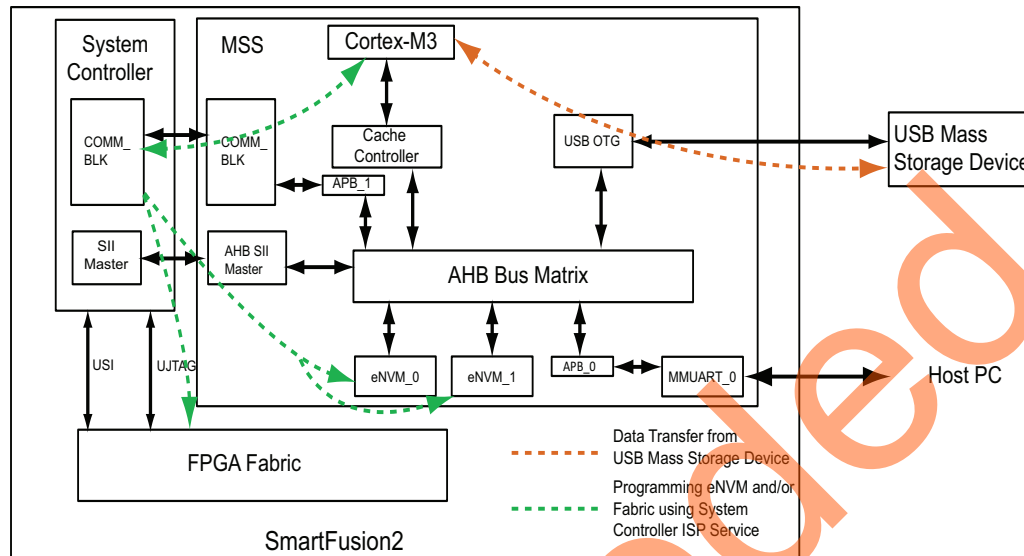 System
Controller
MSS
Cortex-M3
COMM_
BLK
COMM_
BLK
Cache
Controller
USB OTG
USB Mass
Storage Device
APB_1
SII
Master
AHB SII
Master
AHB Bus Matrix
USI
UJTAG
eNVM_0
eNVM_1
APB_0
MMUART_0
Host PC
FPGA Fabric
Data Transfer from
USB Mass Storage Device
Programming eNVM and/or
Fabric using System
Controller ISP Service
SmartFusion2
ded